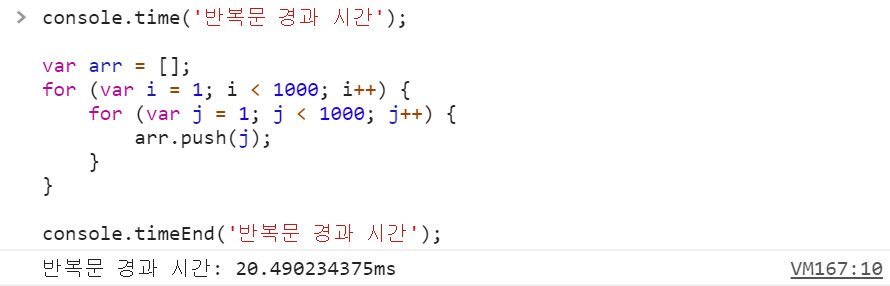 > console.time('반복문 경과 시간');
var arr = [];
for (var i = 1; i < 1000; i++) {
    for (var j = 1; j < 1000; j++) {
        arr.push(j);
    }
}
console.timeEnd('반복문 경과 시간');
반복문 경과 시간: 20.490234375ms VM167:10